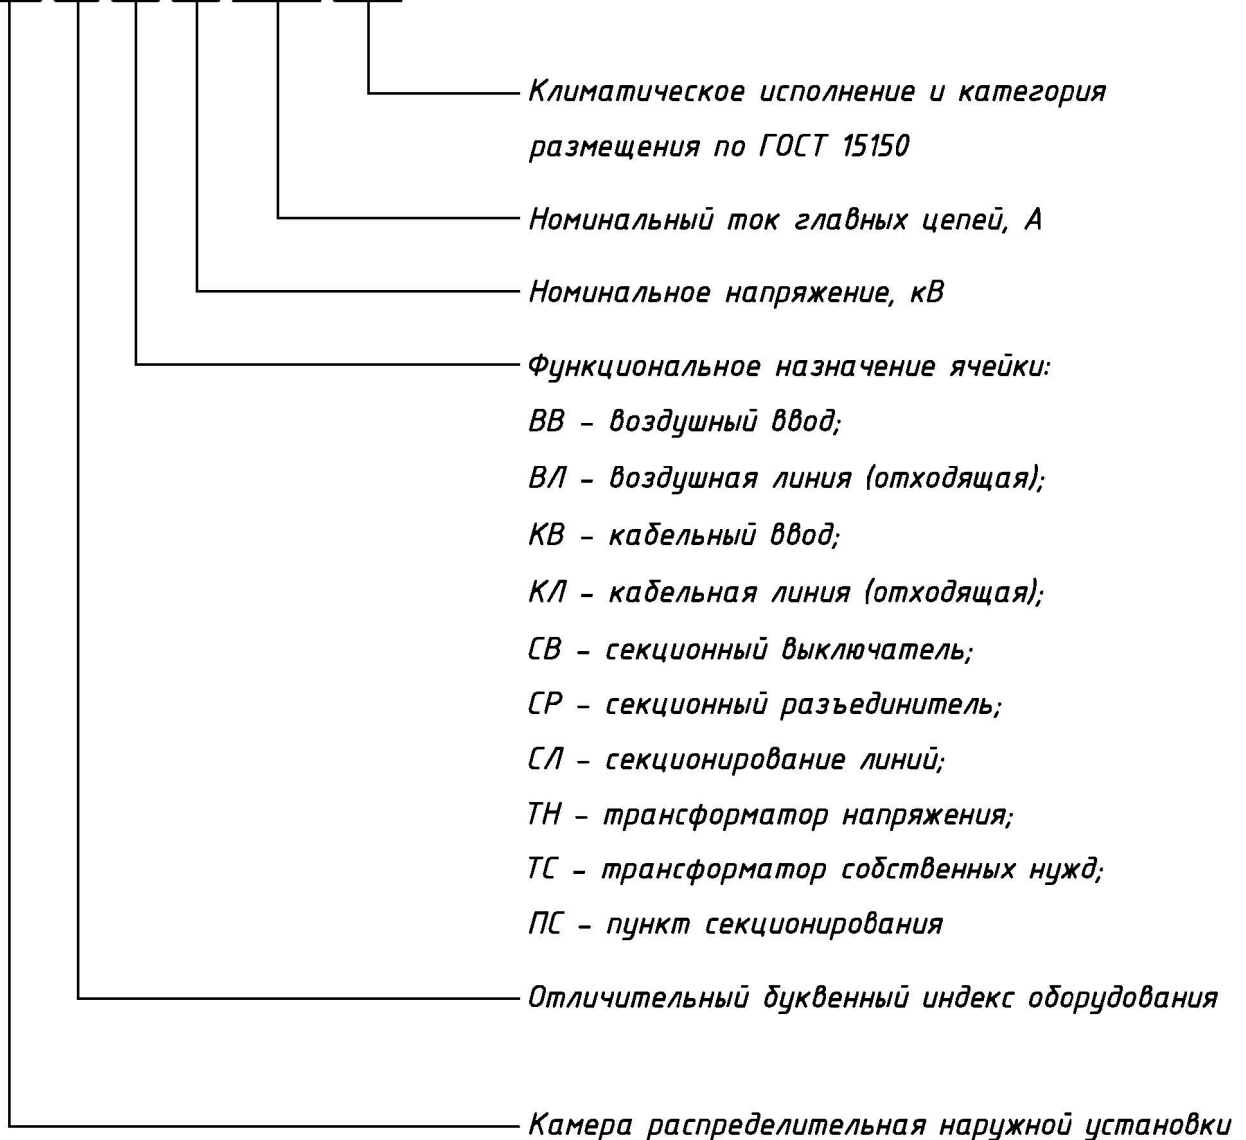 Климатическое исполнение и категория
размещения по ГОСТ 15150
Номинальный ток главных цепей, А
Номинальное напряжение, кВ
Функциональное назначение ячейки:
ВВ – воздушный ввод;
ВЛ – воздушная линия (отходящая);
КВ – кабельный ввод;
КЛ – кабельная линия (отходящая);
СВ – секционный выключатель;
СР – секционный разъединитель;
СЛ – секционирование линий;
ТН – трансформатор напряжения;
ТС – трансформатор собственных нужд;
ПС – пункт секционирования
Отличительный буквенный индекс оборудования
Камера распределительная наружной установки